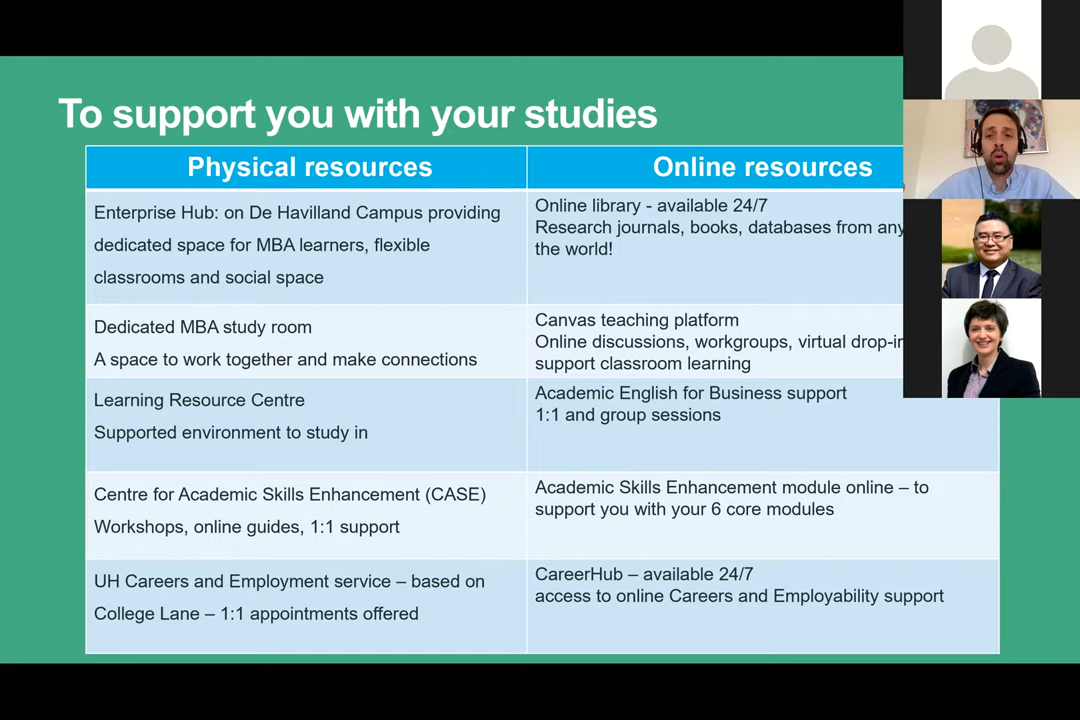 To support you with your studies
Physical resources
Online resources
Enterprise Hub: on De Havilland Campus providing
dedicated space for MBA learners, flexible
classrooms and social space
Online library - available 24/7
Research journals, books, databases from any
the world!
Dedicated MBA study room
A space to work together and make connections
Canvas teaching platform
Online discussions, workgroups, virtual
support classroom learning
Learning Resource Centre
Supported environment to study in
Academic English for Business support
1:1 and group sessions
Centre for Academic Skills Enhancement (CASE)
Workshops, online guides, 1:1 support
Academic Skills Enhancement module online – to
support you with your 6 core modules
UH Careers and Employment service – based on
College Lane – 1:1 appointments offered
CareerHub – available 24/7
access to online Careers and Employability support